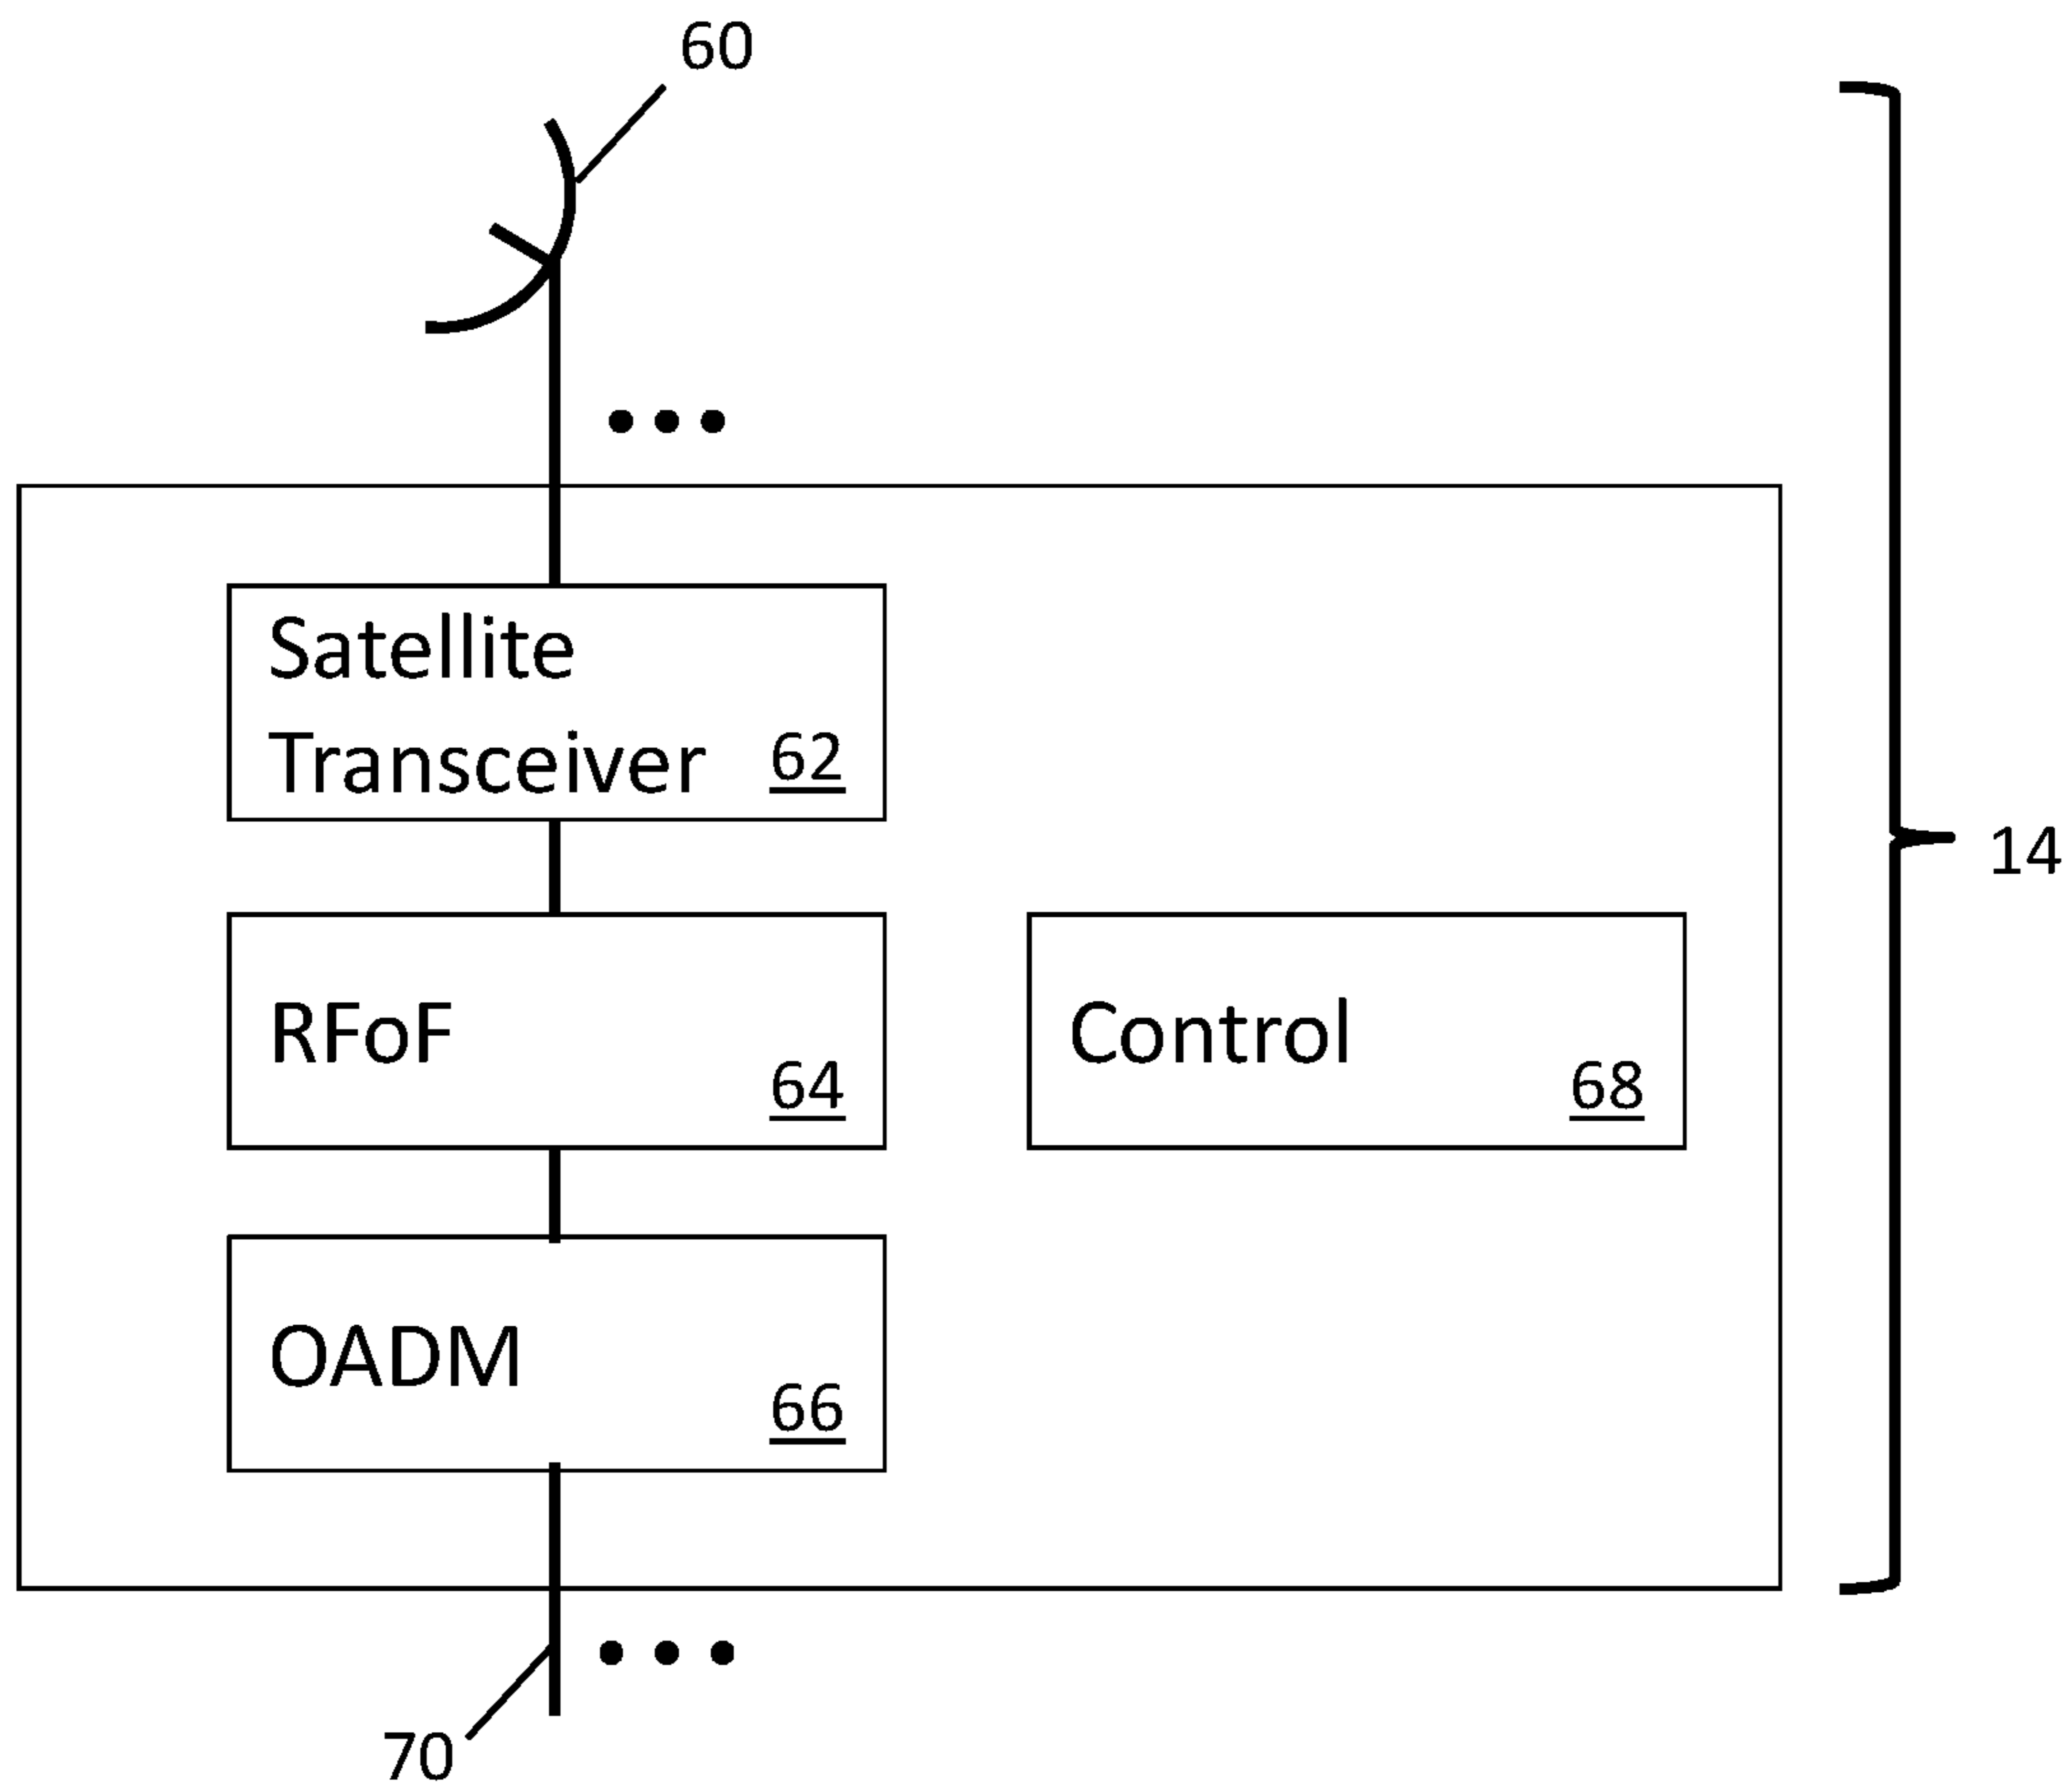 60
Satellite
Transceiver 62
14
RFoF
64
Control
68
OADM
66
70